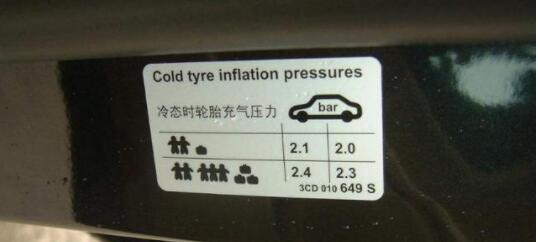 Cold tyre inflation pressures
冷态时轮胎充气压力 bar
2.1 2.0
2.4 2.3
3CD 010 649 S